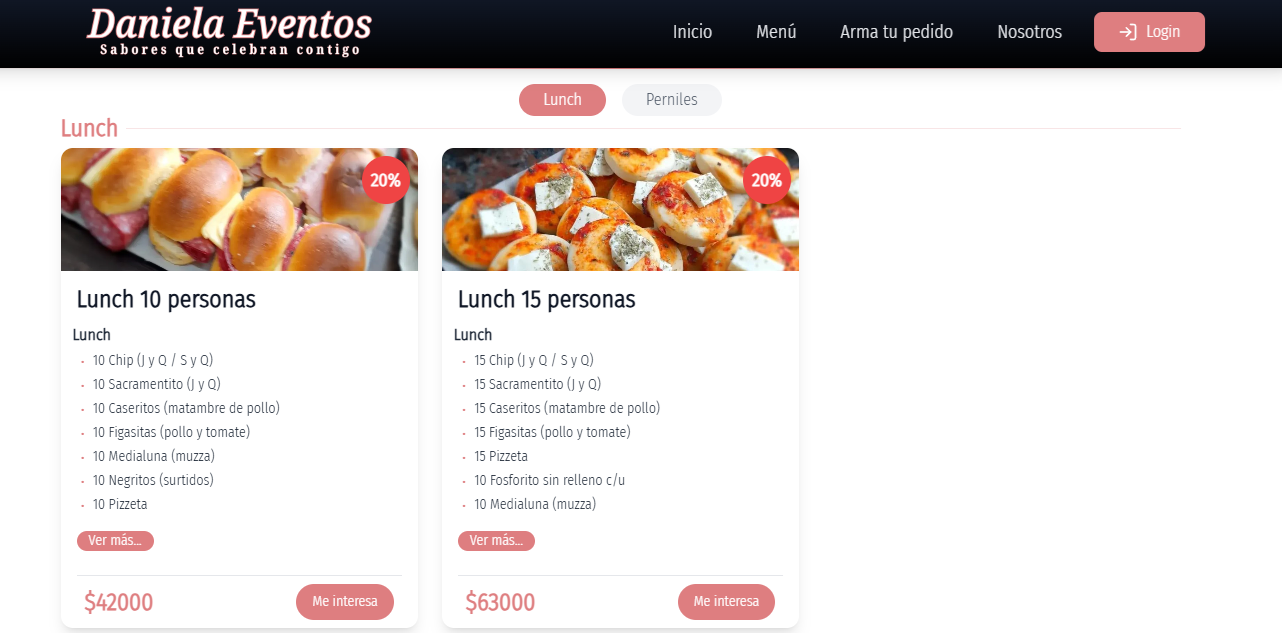 Daniela Eventos
Sabores que celebran contigo
Inicio Menú Arma tu pedido Nosotros Login
Lunch Perniles
Lunch
20%
Lunch 10 personas
Lunch
- 10 Chip (J y Q / S y Q)
- 10 Sacramentito (J y Q)
- 10 Caseritos (matambre de pollo)
- 10 Figasitas (pollo y tomate)
- 10 Medialuna (muzza)
- 10 Negritos (surtidos)
- 10 Pizzeta
Ver más...
$42000 Me interesa
20%
Lunch 15 personas
Lunch
- 15 Chip (J y Q / S y Q)
- 15 Sacramentito (J y Q)
- 15 Caseritos (matambre de pollo)
- 15 Figasitas (pollo y tomate)
- 15 Pizzeta
- 10 Fosforito sin relleno c/u
- 10 Medialuna (muzza)
Ver más...
$63000 Me interesa